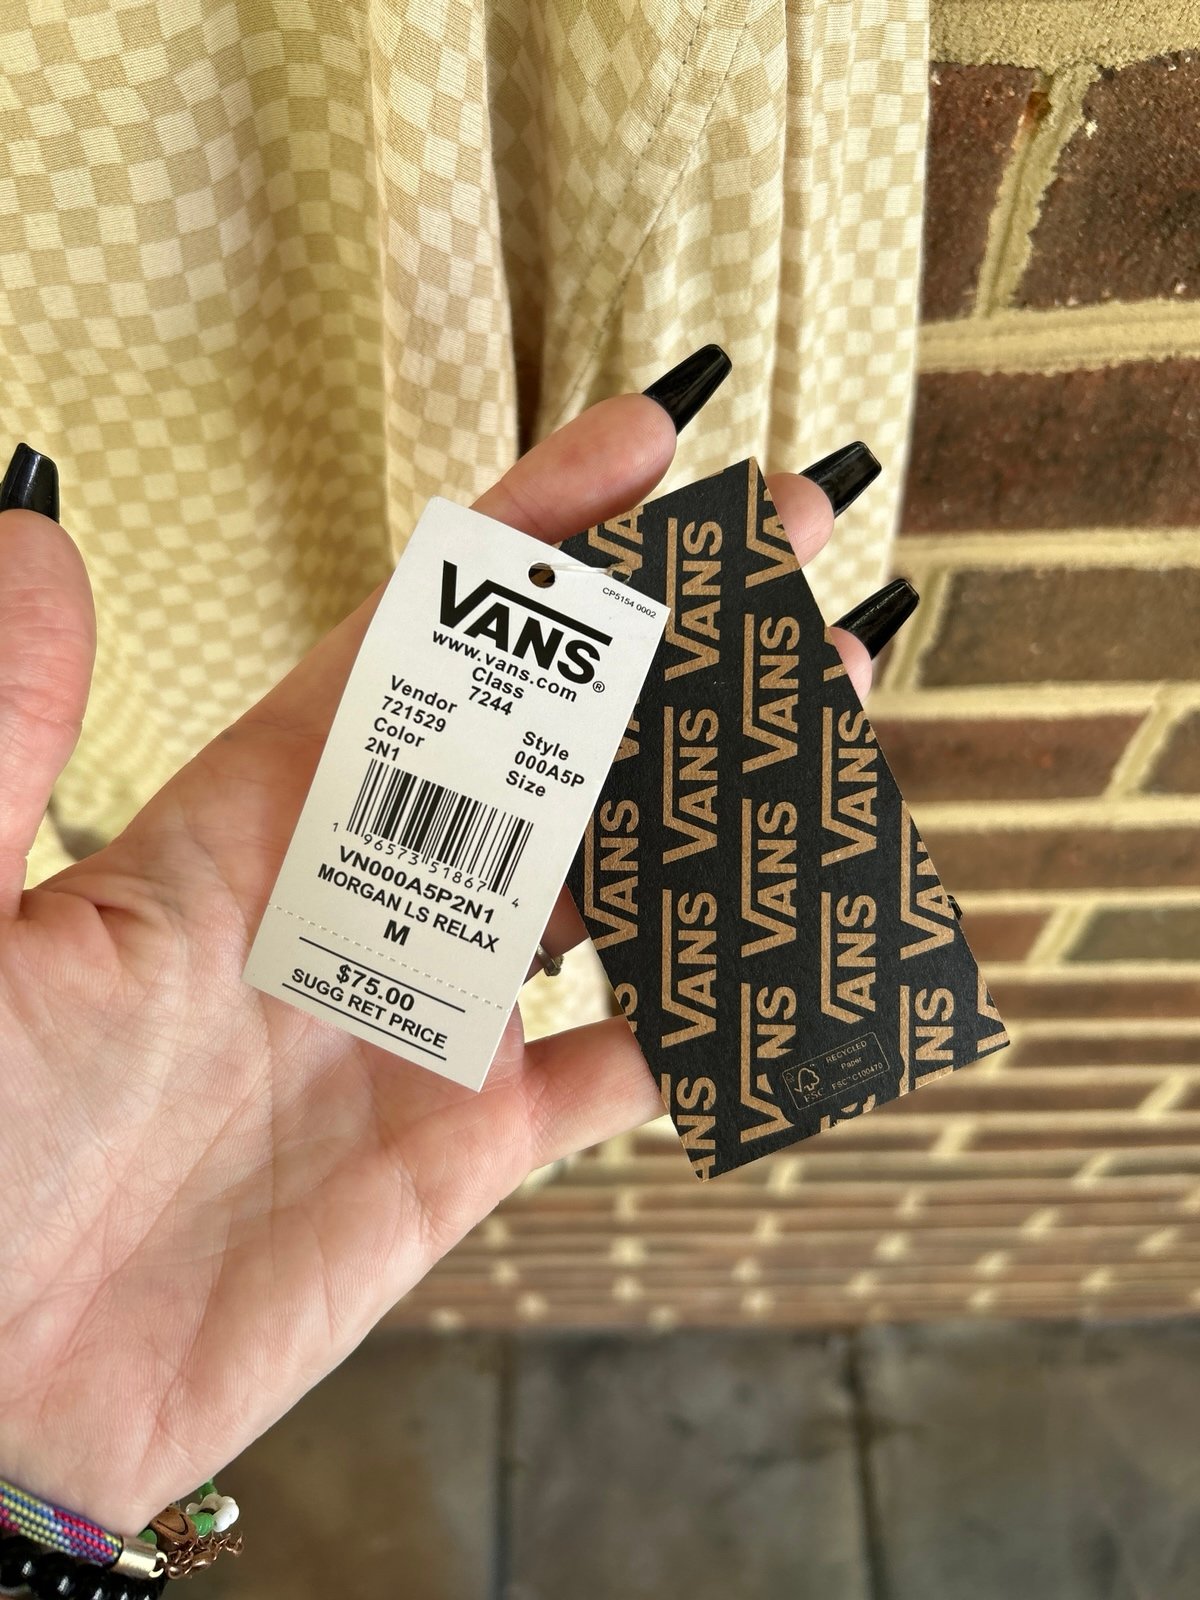 VANS®
CP5154 0002
www.vans.com
Class
7244
Vendor
721529
Style
000A5P
Color
2N1
Size
1 96573 51867 4
VN000A5P2N1
MORGAN LS RELAX
M
$75.00
SUGG RET PRICE
VANS
VANS
VANS
VANS
VANS
VANS
VANS
VANS
VANS
RECYCLED
Paper
FSC
FSC® C100470